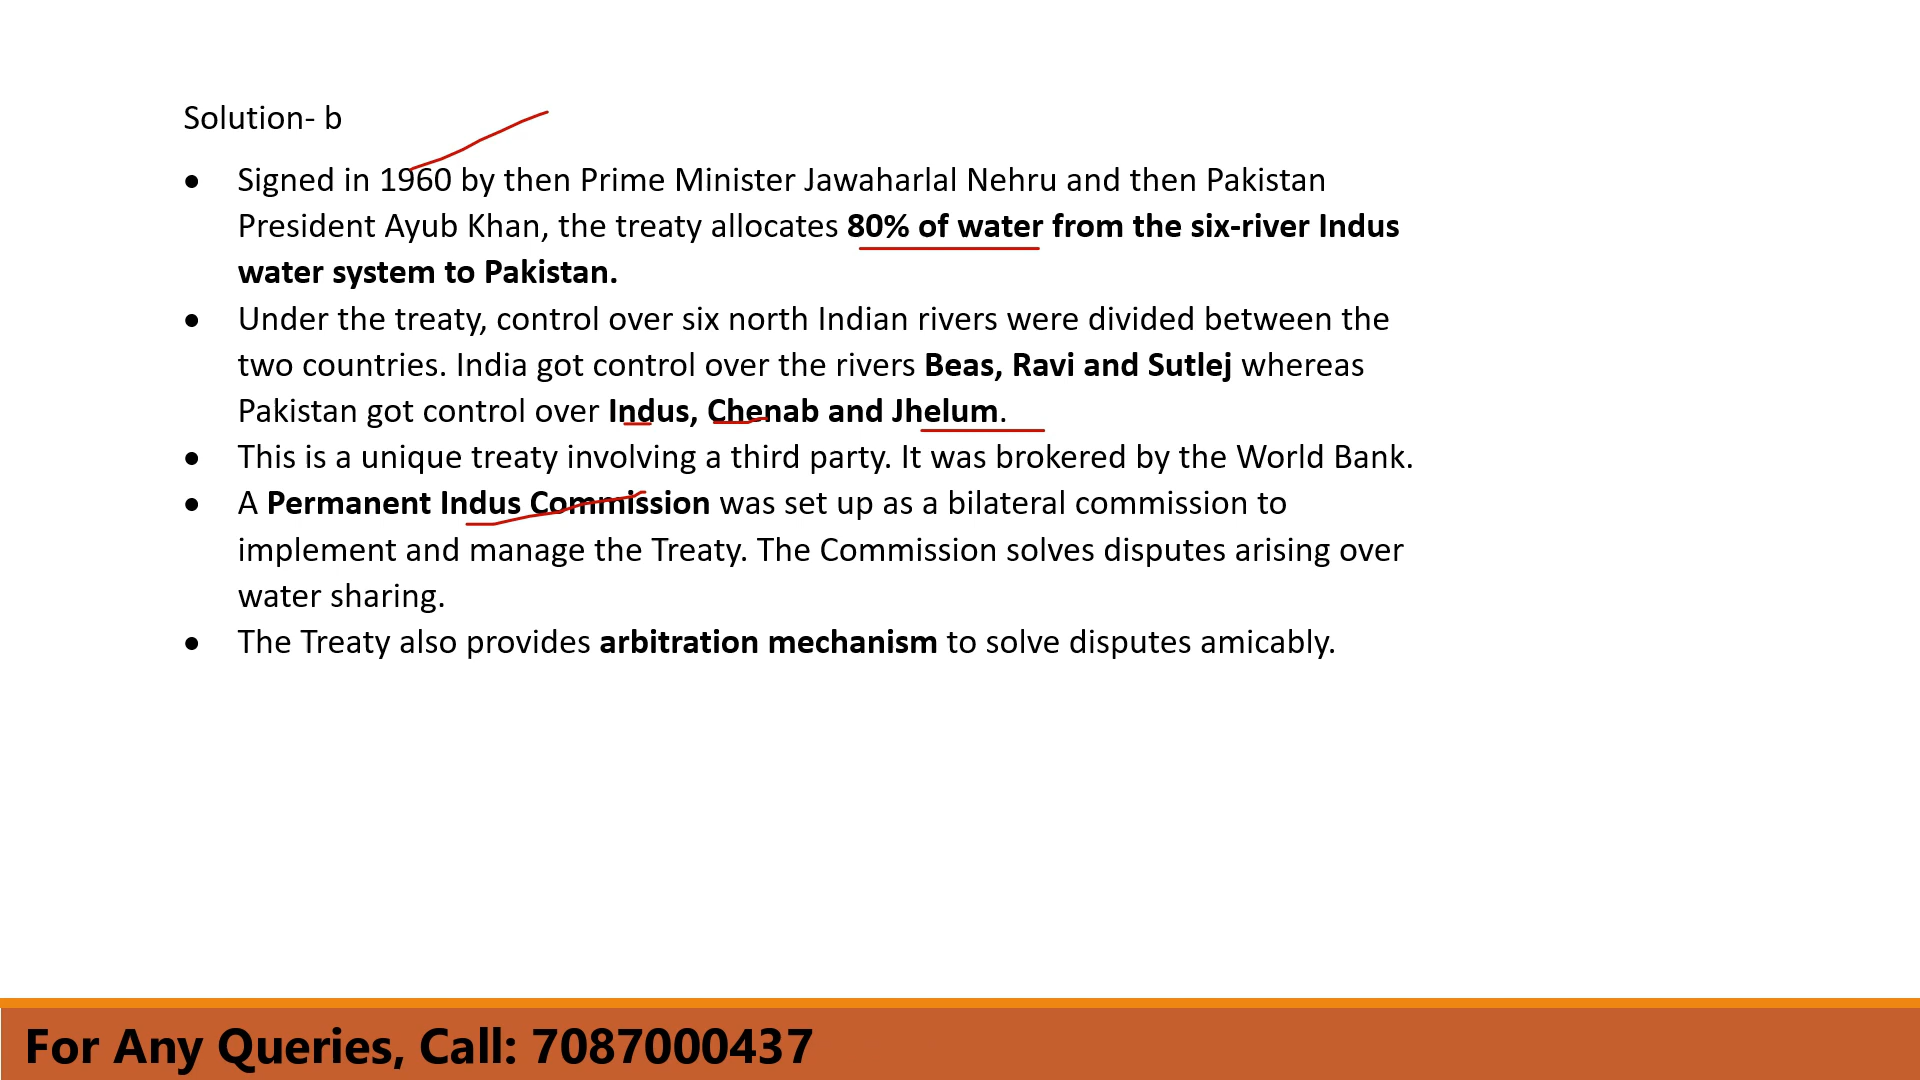 Solution- b
• Signed in 1960 by then Prime Minister Jawaharlal Nehru and then Pakistan
President Ayub Khan, the treaty allocates 80% of water from the six-river Indus
water system to Pakistan.
• Under the treaty, control over six north Indian rivers were divided between the
two countries. India got control over the rivers Beas, Ravi and Sutlej whereas
Pakistan got control over Indus, Chenab and Jhelum.
• This is a unique treaty involving a third party. It was brokered by the World Bank.
• A Permanent Indus Commission was set up as a bilateral commission to
implement and manage the Treaty. The Commission solves disputes arising over
water sharing.
• The Treaty also provides arbitration mechanism to solve disputes amicably.
For Any Queries, Call: 7087000437